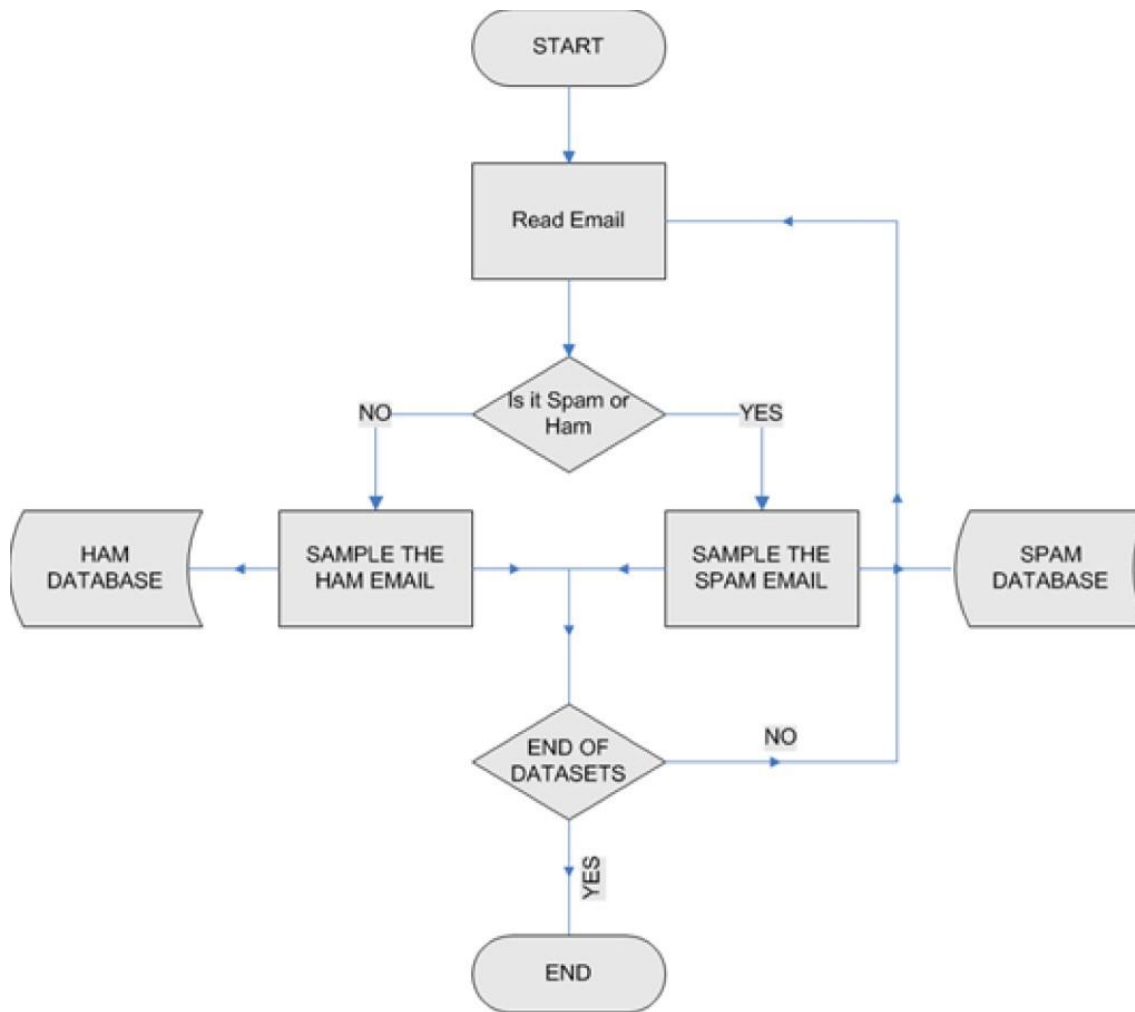 START
Read Email
Is it Spam or
Ham
NO
YES
HAM
DATABASE
SAMPLE THE
HAM EMAIL
SAMPLE THE
SPAM EMAIL
SPAM
DATABASE
END OF
DATASETS
NO
YES
END